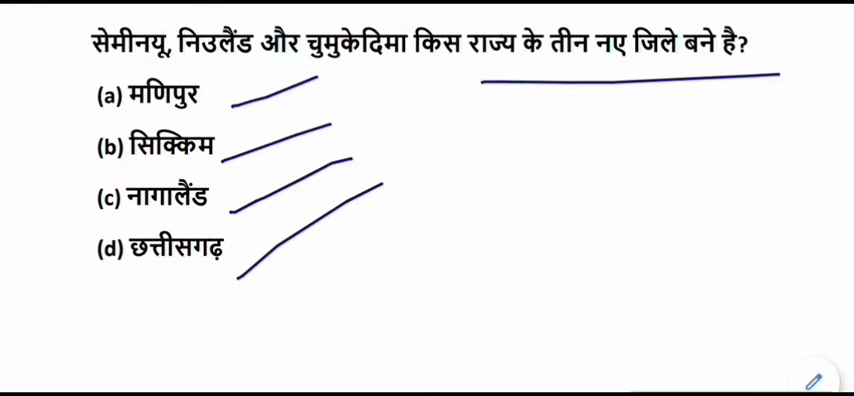 सेमीनयू, निउलैंड और चुमुकेदिमा किस राज्य के तीन नए जिले बने है?
(a) मणिपुर
(b) सिक्किम
(c) नागालैंड
(d) छत्तीसगढ़